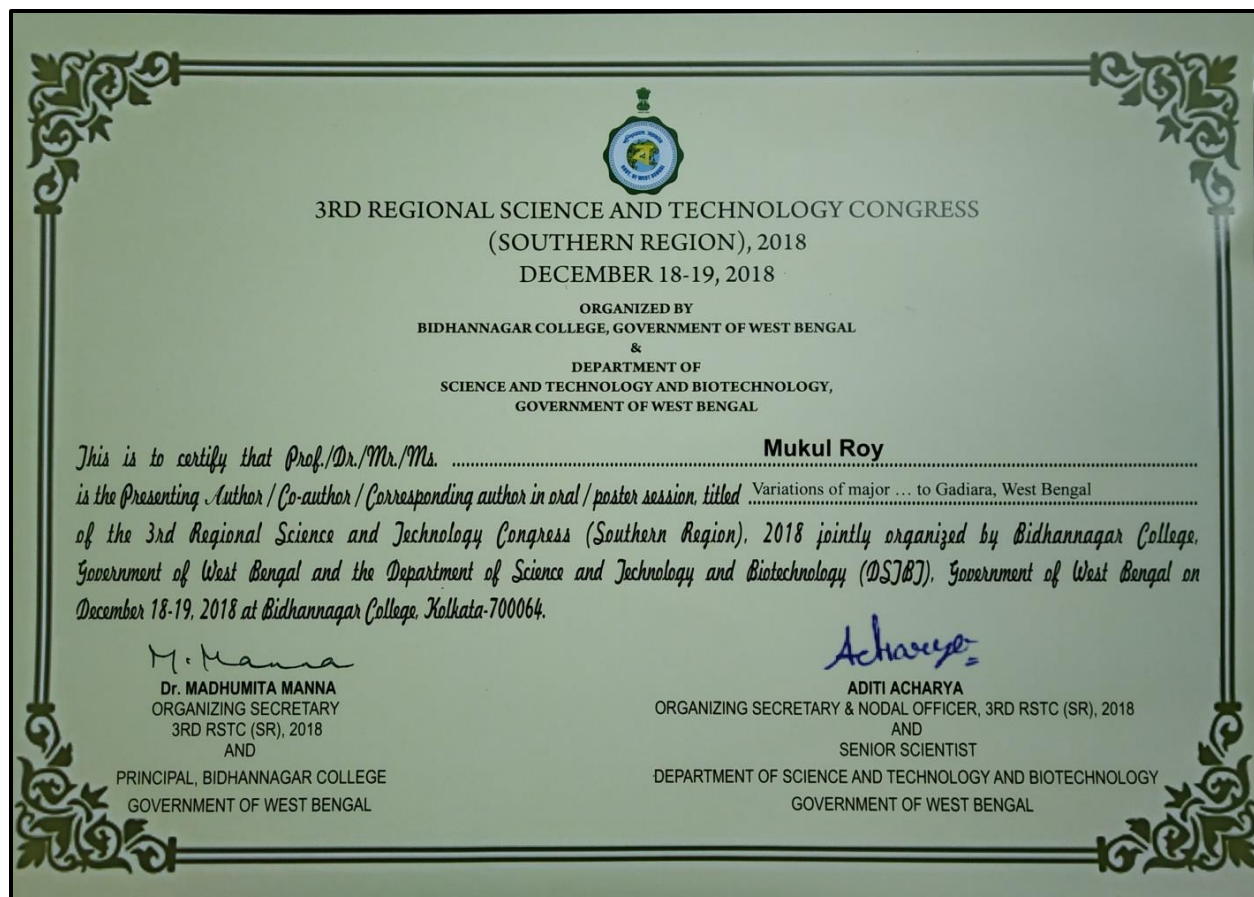 GOVT. OF WEST BENGAL
3RD REGIONAL SCIENCE AND TECHNOLOGY CONGRESS
(SOUTHERN REGION), 2018
DECEMBER 18-19, 2018
ORGANIZED BY
BIDHANNAGAR COLLEGE, GOVERNMENT OF WEST BENGAL
&
DEPARTMENT OF
SCIENCE AND TECHNOLOGY AND BIOTECHNOLOGY,
GOVERNMENT OF WEST BENGAL
This is to certify that Prof./Dr./Mr./Ms. Mukul Roy
is the Presenting Author / Co-author / Corresponding author in oral / poster session, titled Variations of major ... to Gadiara, West Bengal
of the 3rd Regional Science and Technology Congress (Southern Region), 2018 jointly organized by Bidhannagar College,
Government of West Bengal and the Department of Science and Technology and Biotechnology (DSTBT), Government of West Bengal on
December 18-19, 2018 at Bidhannagar College, Kolkata-700064.
M. Manna
Dr. MADHUMITA MANNA
ORGANIZING SECRETARY
3RD RSTC (SR), 2018
AND
PRINCIPAL, BIDHANNAGAR COLLEGE
GOVERNMENT OF WEST BENGAL
Acharya
ADITI ACHARYA
ORGANIZING SECRETARY & NODAL OFFICER, 3RD RSTC (SR), 2018
AND
SENIOR SCIENTIST
DEPARTMENT OF SCIENCE AND TECHNOLOGY AND BIOTECHNOLOGY
GOVERNMENT OF WEST BENGAL